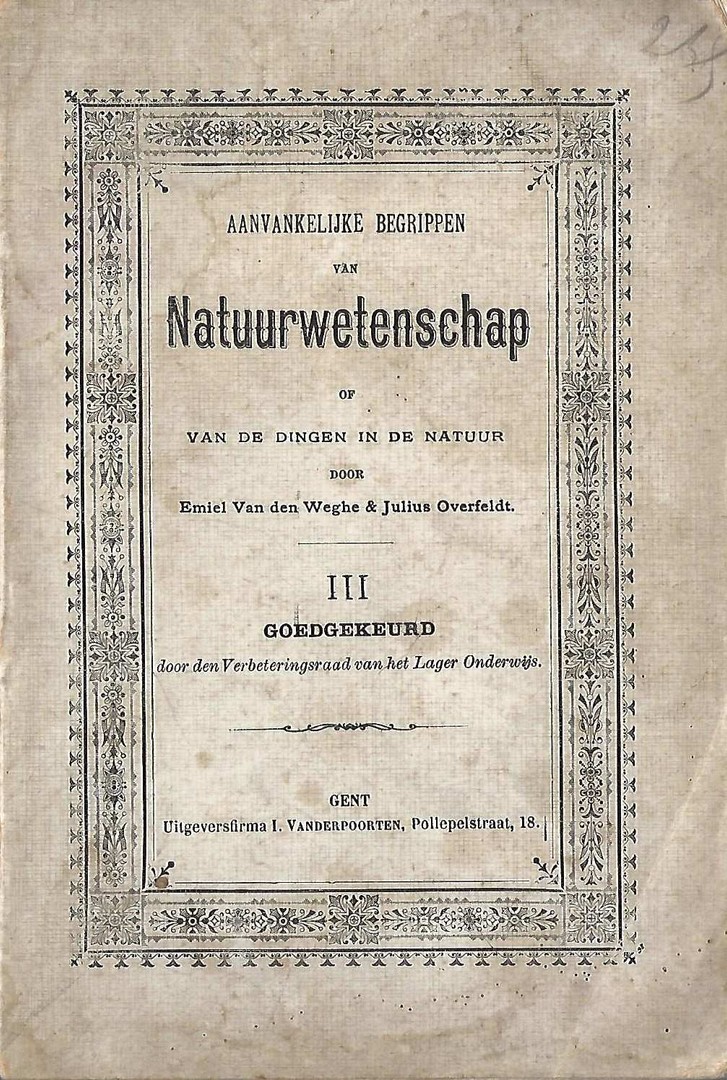 AANVANKELIJKE BEGRIPPEN
VAN
Natuurwetenschap
OF
VAN DE DINGEN IN DE NATUUR
DOOR
Emiel Van den Weghe & Julius Overfeldt.
III
GOEDGEKEURD
door den Verbeteringsraad van het Lager Onderwijs.
GENT
Uitgeversfirma I. VANDERPOORTEN, Pollepelstraat, 18.